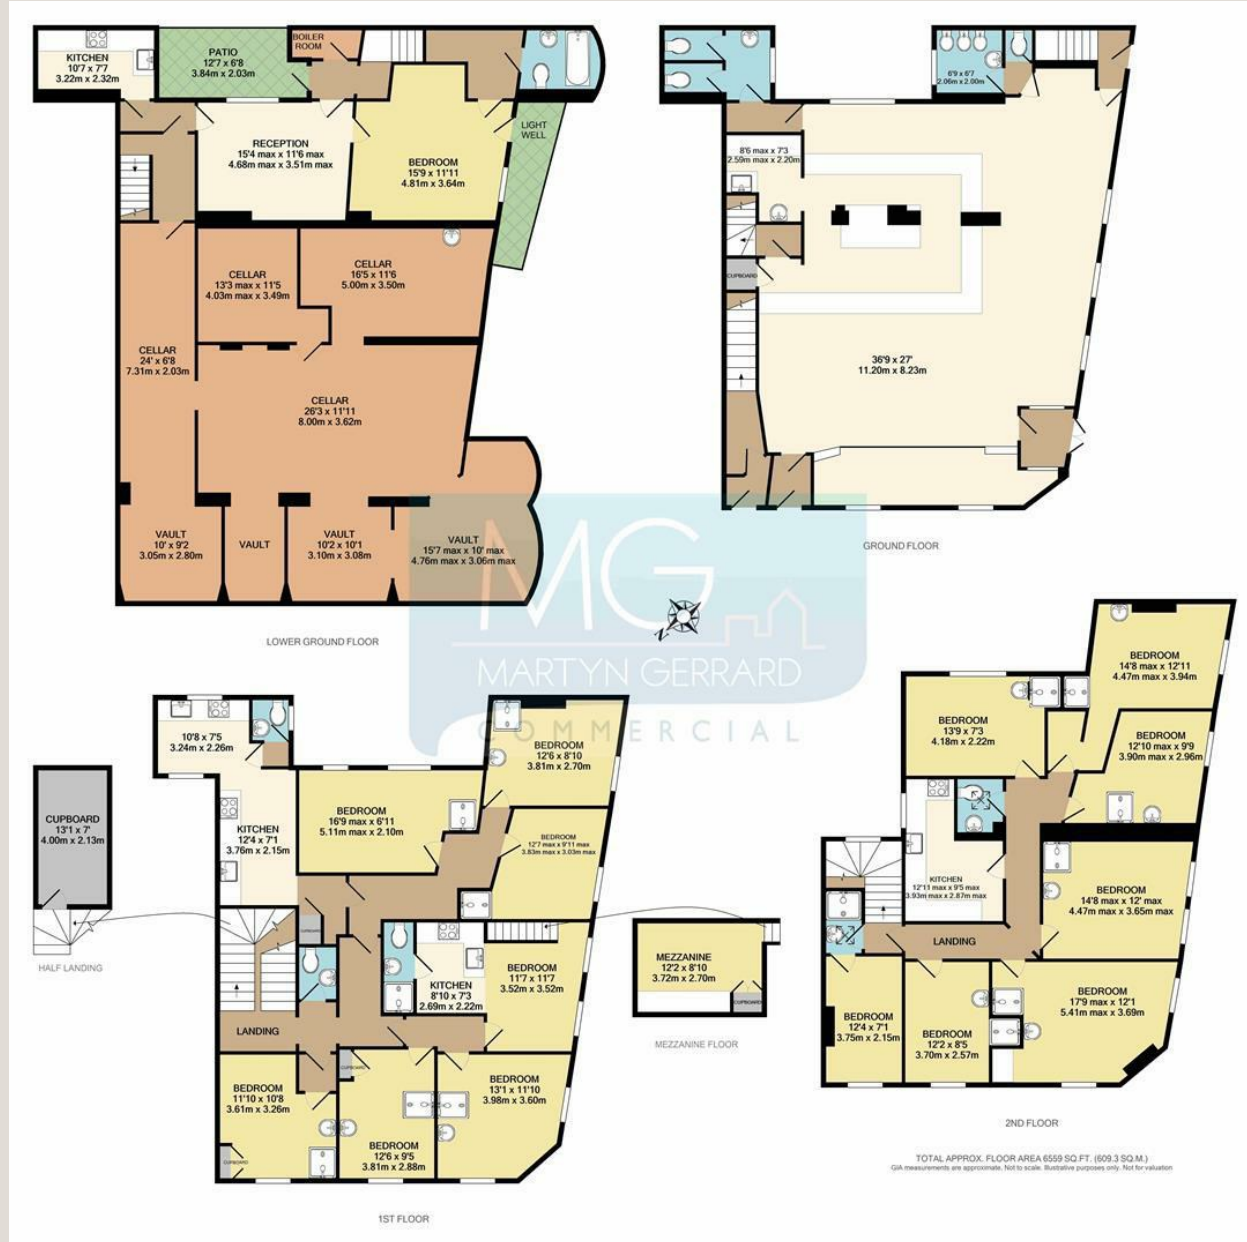 KITCHEN
10'7 x 7'7
3.22m x 2.32m
PATIO
12'7 x 6'8
3.84m x 2.03m
BOILER
ROOM
RECEPTION
15'4 max x 11'6 max
4.68m max x 3.51m max
BEDROOM
15'9 x 11'11
4.81m x 3.64m
LIGHT
WELL
CELLAR
13'3 max x 11'5
4.03m max x 3.49m
CELLAR
16'5 x 11'6
5.00m x 3.50m
CELLAR
24' x 6'8
7.31m x 2.03m
CELLAR
26'3 x 11'11
8.00m x 3.62m
VAULT
10' x 9'2
3.05m x 2.80m
VAULT
VAULT
10'2 x 10'1
3.10m x 3.08m
VAULT
15'7 max x 10' max
4.76m max x 3.06m max
LOWER GROUND FLOOR
6'9 x 6'7
2.06m x 2.00m
8'6 max x 7'3
2.59m max x 2.20m
CUPBOARD
36'9 x 27'
11.20m x 8.23m
GROUND FLOOR
MG
MARTYN GERRARD
COMMERCIAL
N
CUPBOARD
13'1 x 7'
4.00m x 2.13m
HALF LANDING
10'8 x 7'5
3.24m x 2.26m
KITCHEN
12'4 x 7'1
3.76m x 2.15m
BEDROOM
16'9 max x 6'11
5.11m max x 2.10m
BEDROOM
12'6 x 8'10
3.81m x 2.70m
BEDROOM
12'7 max x 9'11 max
3.83m max x 3.03m max
CUPBOARD
KITCHEN
8'10 x 7'3
2.69m x 2.22m
BEDROOM
11'7 x 11'7
3.52m x 3.52m
LANDING
CUPBOARD
BEDROOM
11'10 x 10'8
3.61m x 3.26m
CUPBOARD
BEDROOM
12'6 x 9'5
3.81m x 2.88m
BEDROOM
13'1 x 11'10
3.98m x 3.60m
1ST FLOOR
MEZZANINE
12'2 x 8'10
3.72m x 2.70m
CUPBOARD
MEZZANINE FLOOR
BEDROOM
14'8 max x 12'11
4.47m max x 3.94m
BEDROOM
13'9 x 7'3
4.18m x 2.22m
BEDROOM
12'10 max x 9'9
3.90m max x 2.96m
KITCHEN
12'11 max x 9'5 max
3.93m max x 2.87m max
BEDROOM
14'8 max x 12' max
4.47m max x 3.65m max
LANDING
BEDROOM
12'4 x 7'1
3.75m x 2.15m
BEDROOM
12'2 x 8'5
3.70m x 2.57m
BEDROOM
17'9 max x 12'1
5.41m max x 3.69m
2ND FLOOR
TOTAL APPROX. FLOOR AREA 6559 SQ.FT. (609.3 SQ.M.)
GIA measurements are approximate. Not to scale. Illustrative purposes only. Not for valuation